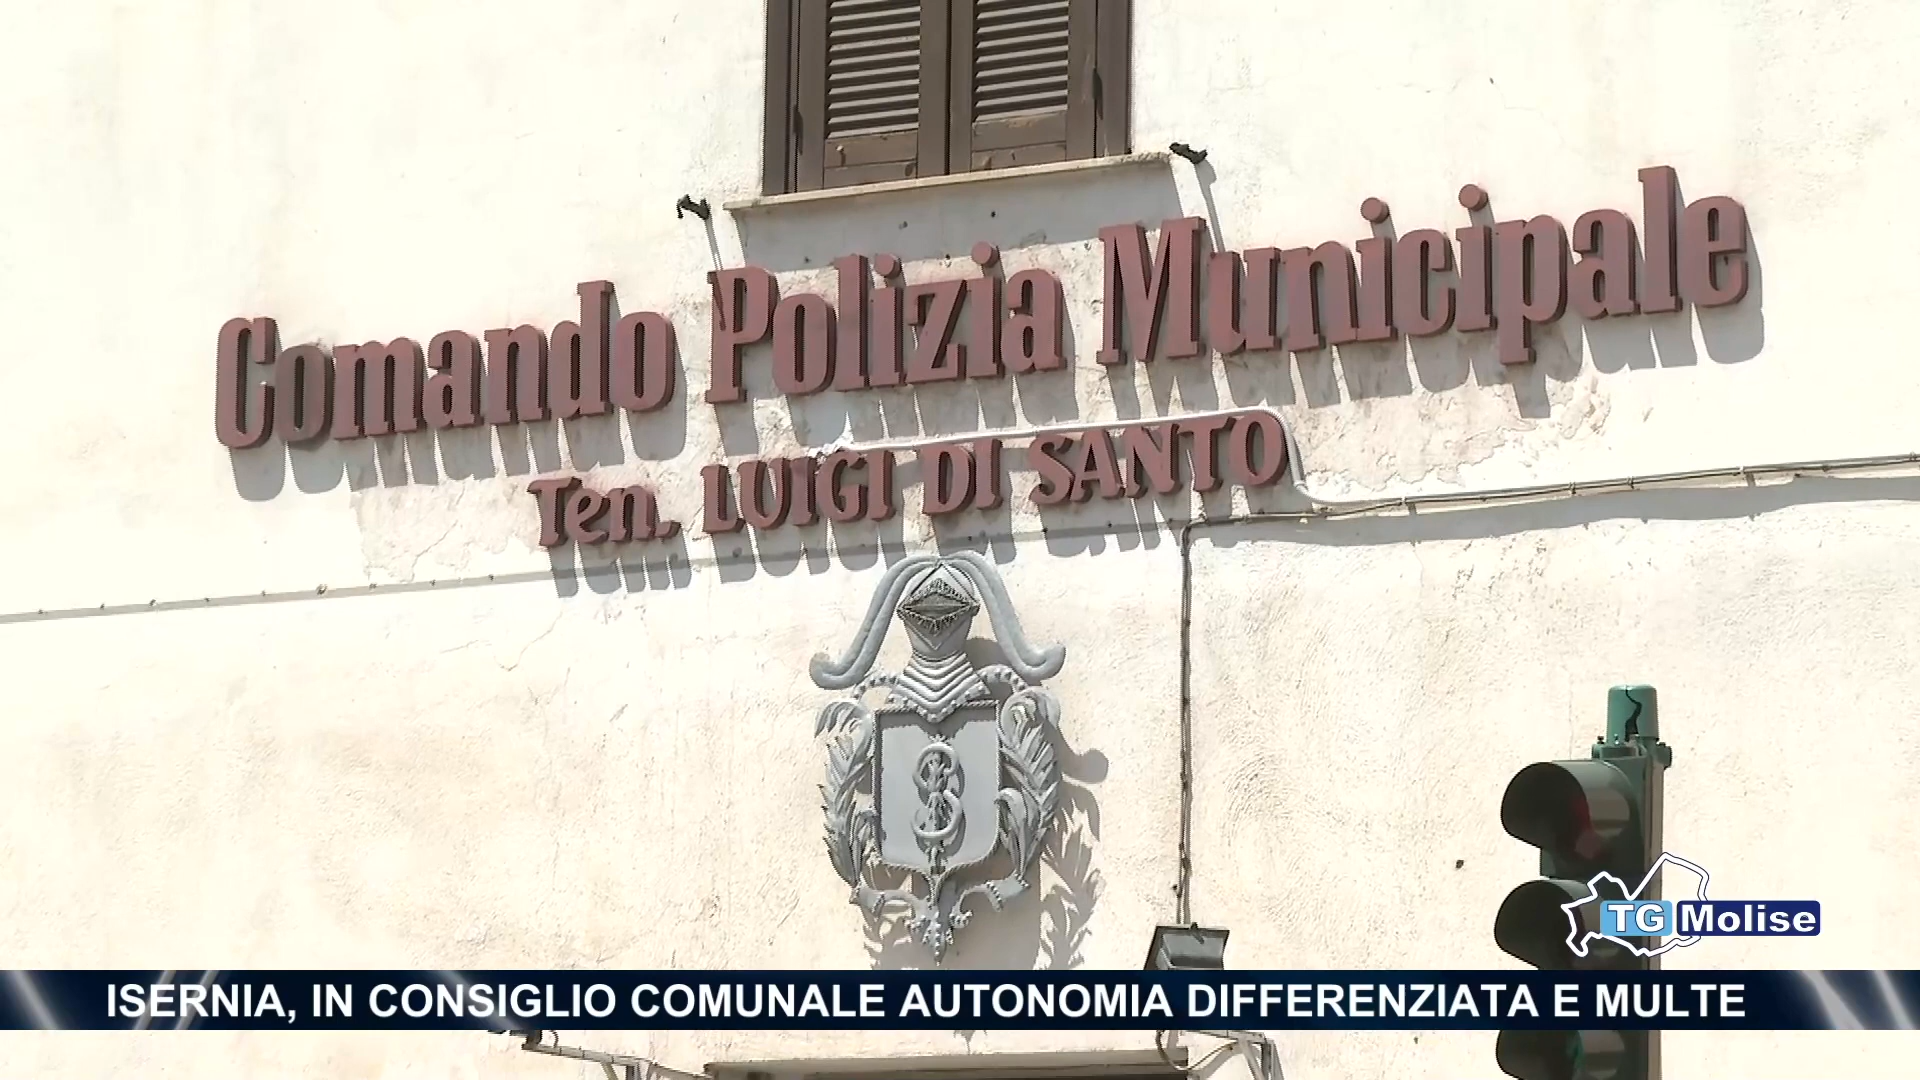 Comando Polizia Municipale
Ten. LUIGI DI SANTO
TG Molise
ISERNIA, IN CONSIGLIO COMUNALE AUTONOMIA DIFFERENZIATA E MULTE